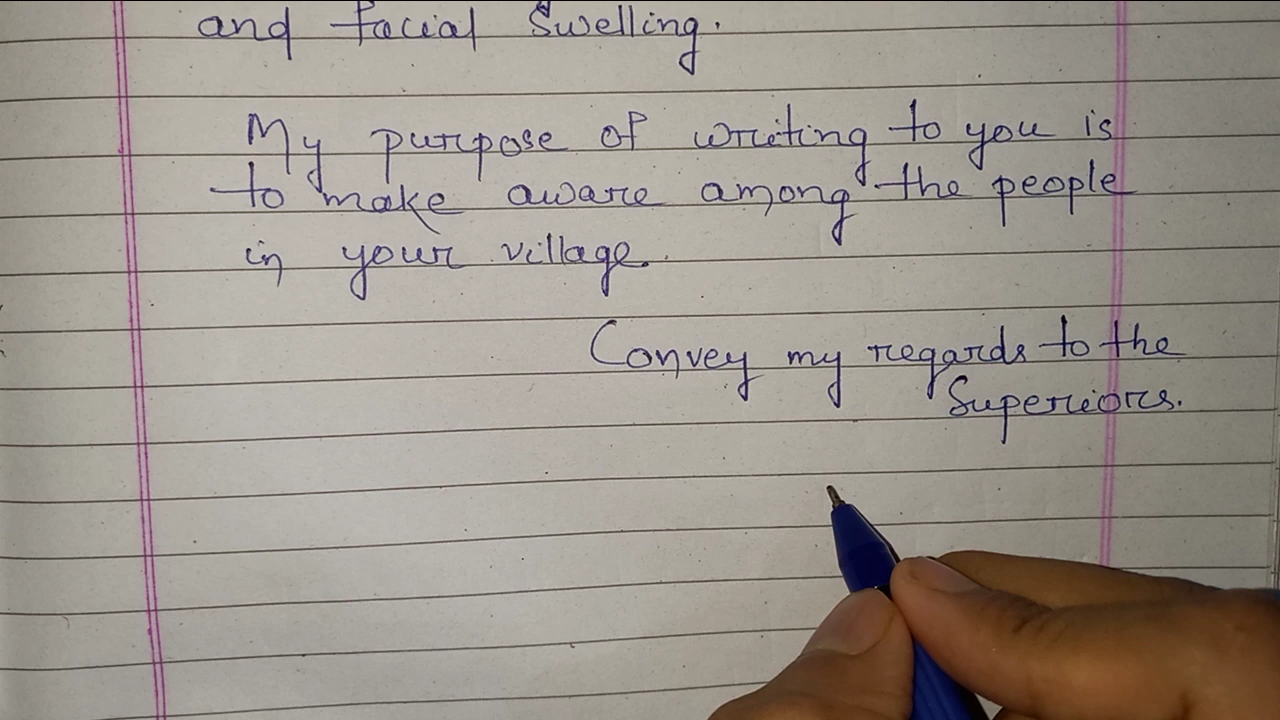 and facial Swelling.
My purpose of writing to you is
to make aware among the people
in your village.
Convey my regards to the
Superiors.